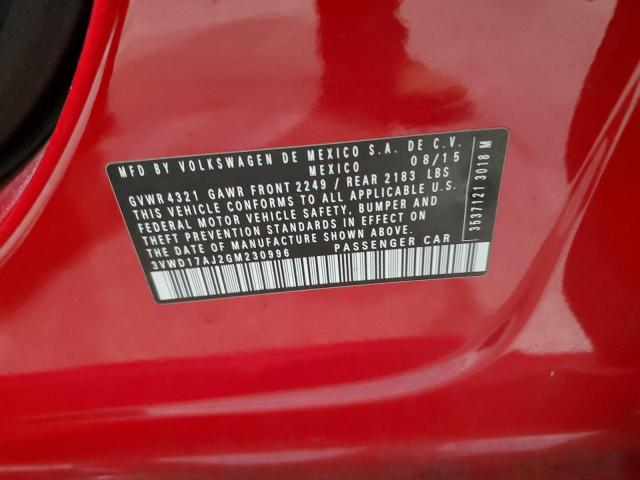 MFD BY VOLKSWAGEN DE MEXICO S.A. DE C.V.
MEXICO 08/15
GVWR 4321 GAWR FRONT 2249 / REAR 2183 LBS
THIS VEHICLE CONFORMS TO ALL APPLICABLE U.S.
FEDERAL MOTOR VEHICLE SAFETY, BUMPER AND
THEFT PREVENTION STANDARDS IN EFFECT ON
THE DATE OF MANUFACTURE SHOWN ABOVE.
3VWD17AJ2GM230996 PASSENGER CAR
3537121 3018 M